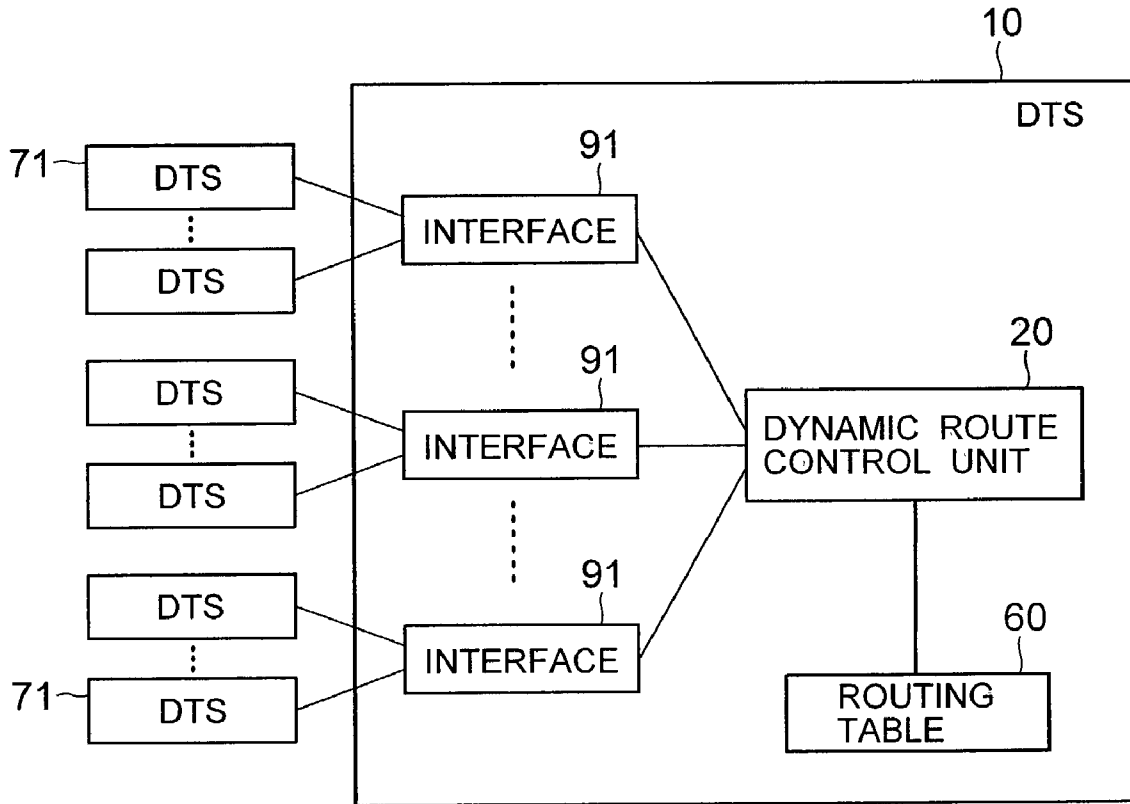 10
DTS
71
DTS
91
INTERFACE
DTS
DTS
91
INTERFACE
DTS
20
DYNAMIC ROUTE
CONTROL UNIT
DTS
91
INTERFACE
71
DTS
60
ROUTING
TABLE